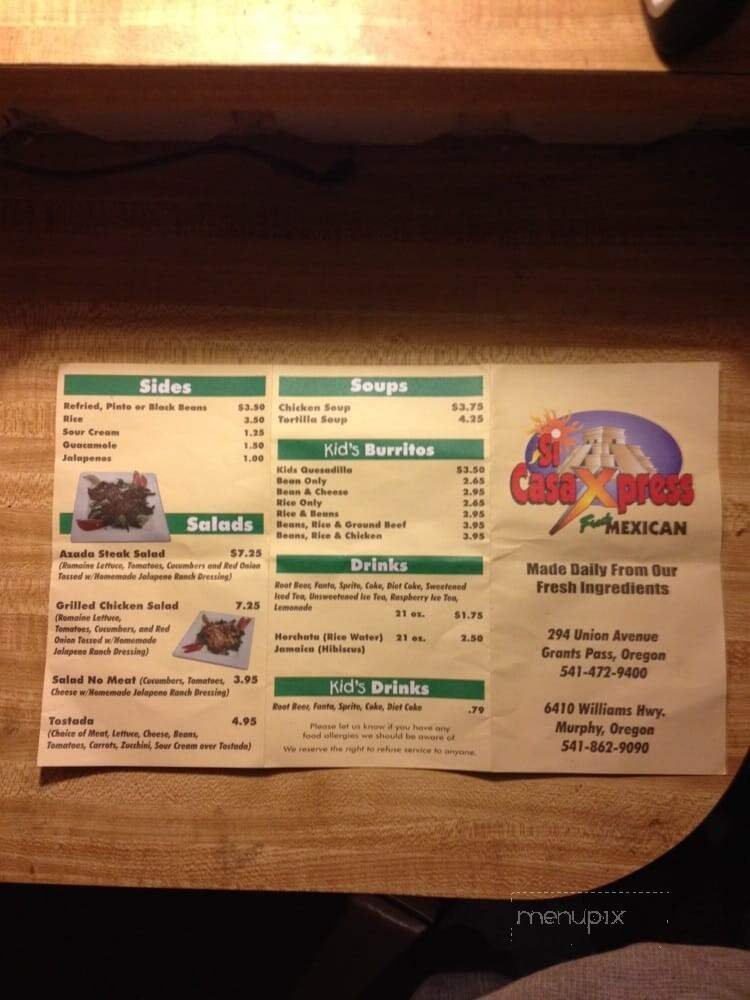 Sides
Refried, Pinto or Black Beans $3.50
Rice 3.50
Sour Cream 1.25
Guacamole 1.50
Jalapenos 1.00
Salads
Azada Steak Salad $7.25
(Romaine Lettuce, Tomatoes, Cucumbers and Red Onion
Tossed w/Homemade Jalapeno Ranch Dressing)
Grilled Chicken Salad 7.25
(Romaine Lettuce,
Tomatoes, Cucumbers, and Red
Onion Tossed w/Homemade
Jalapeno Ranch Dressing)
Salad No Meat (Cucumbers, Tomatoes, 3.95
Cheese w/Homemade Jalapeno Ranch Dressing)
Tostada 4.95
(Choice of Meat, Lettuce, Cheese, Beans,
Tomatoes, Carrots, Zucchini, Sour Cream over Tostada)
Soups
Chicken Soup $3.75
Tortilla Soup 4.25
Kid's Burritos
Kids Quesadilla $3.50
Bean Only 2.65
Bean & Cheese 2.95
Rice Only 2.65
Rice & Beans 2.95
Beans, Rice & Ground Beef 3.95
Beans, Rice & Chicken 3.95
Drinks
Root Beer, Fanta, Sprite, Coke, Diet Coke, Sweetened
Iced Tea, Unsweetened Ice Tea, Raspberry Ice Tea,
Lemonade
21 oz. $1.75
Horchata (Rice Water) 21 oz. 2.50
Jamaica (Hibiscus)
Kid's Drinks
Root Beer, Fanta, Sprite, Coke, Diet Coke .79
Please let us know if you have any
food allergies we should be aware of.
We reserve the right to refuse service to anyone.
Si
Casa Xpress
Fresh MEXICAN
Made Daily From Our
Fresh Ingredients
294 Union Avenue
Grants Pass, Oregon
541-472-9400
6410 Williams Hwy.
Murphy, Oregon
541-862-9090
menupix